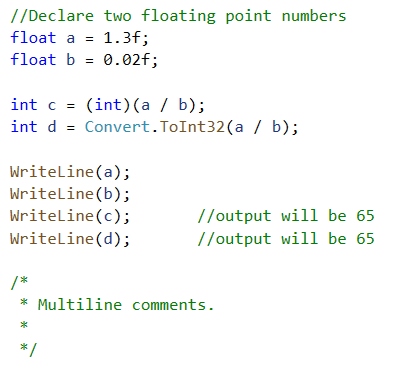 //Declare two floating point numbers
float a = 1.3f;
float b = 0.02f;

int c = (int)(a / b);
int d = Convert.ToInt32(a / b);

WriteLine(a);
WriteLine(b);
WriteLine(c);       //output will be 65
WriteLine(d);       //output will be 65

/*
 * Multiline comments.
 *
 */